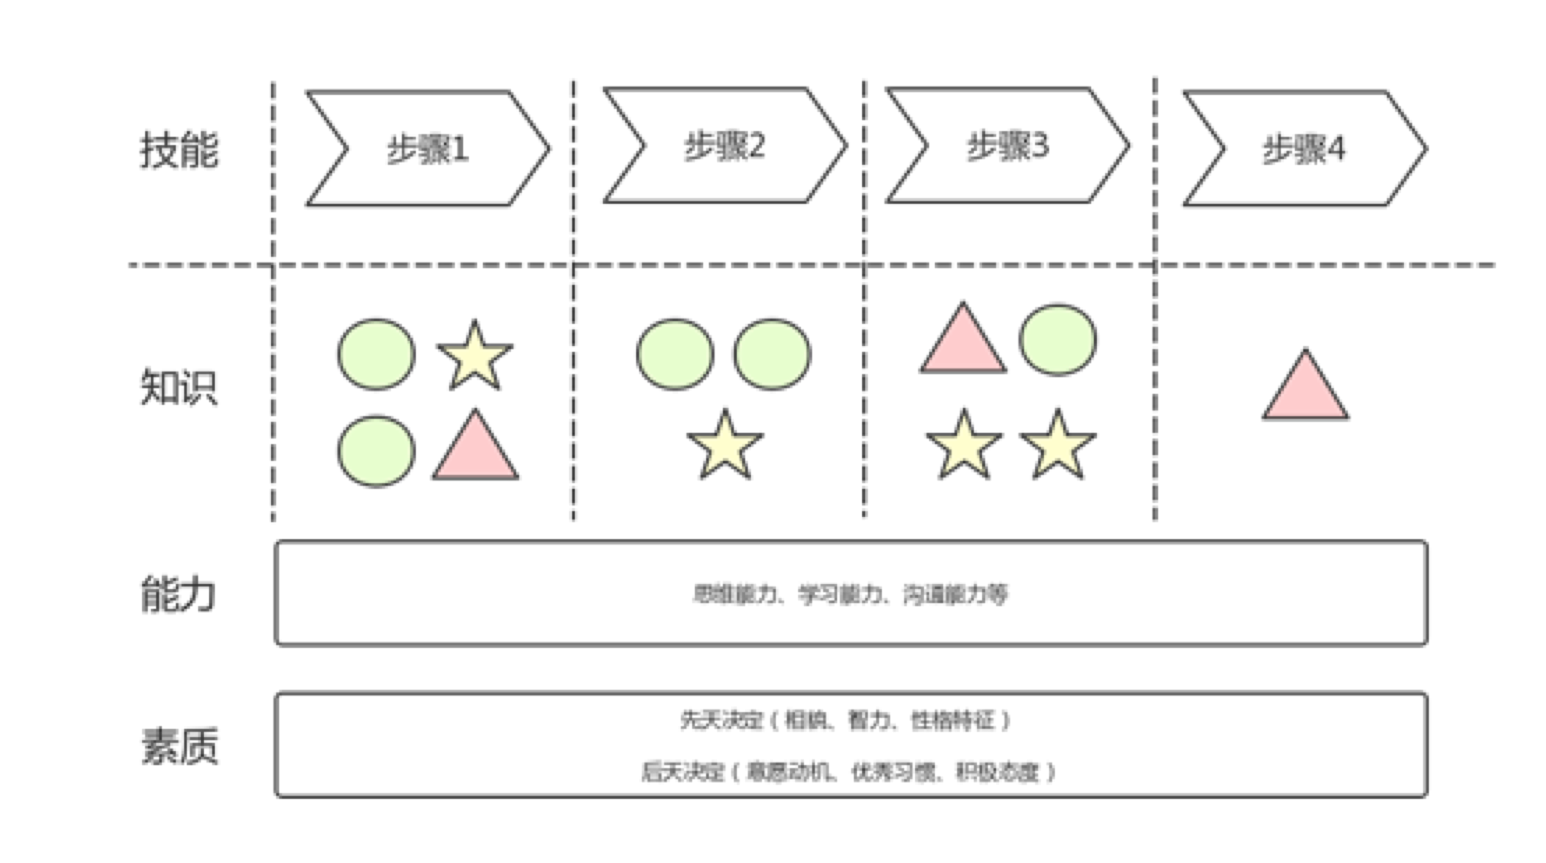 技能
步骤1
步骤2
步骤3
步骤4
知识
能力
思维能力、学习能力、沟通能力等
素质
先天决定（相貌、智力、性格特征）
后天决定（意愿动机、优秀习惯、积极态度）